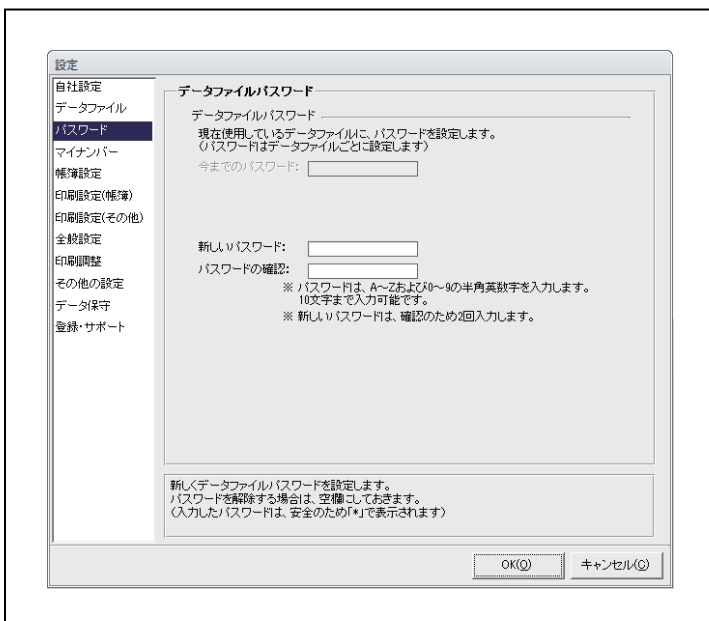 設定
自社設定
データファイル
パスワード
マイナンバー
帳簿設定
印刷設定(帳簿)
印刷設定(その他)
全般設定
印刷調整
その他の設定
データ保守
登録・サポート
データファイルパスワード
データファイルパスワード
現在使用しているデータファイルに、パスワードを設定します。
(パスワードはデータファイルごとに設定します)
今までのパスワード:
新しいパスワード:
パスワードの確認:
※ パスワードは、A～Zおよび0～9の半角英数字を入力します。
10文字まで入力可能です。
※ 新しいパスワードは、確認のため2回入力します。
新しくデータファイルパスワードを設定します。
パスワードを解除する場合は、空欄にしておきます。
(入力したパスワードは、安全のため「*」で表示されます)
OK(O)
キャンセル(C)